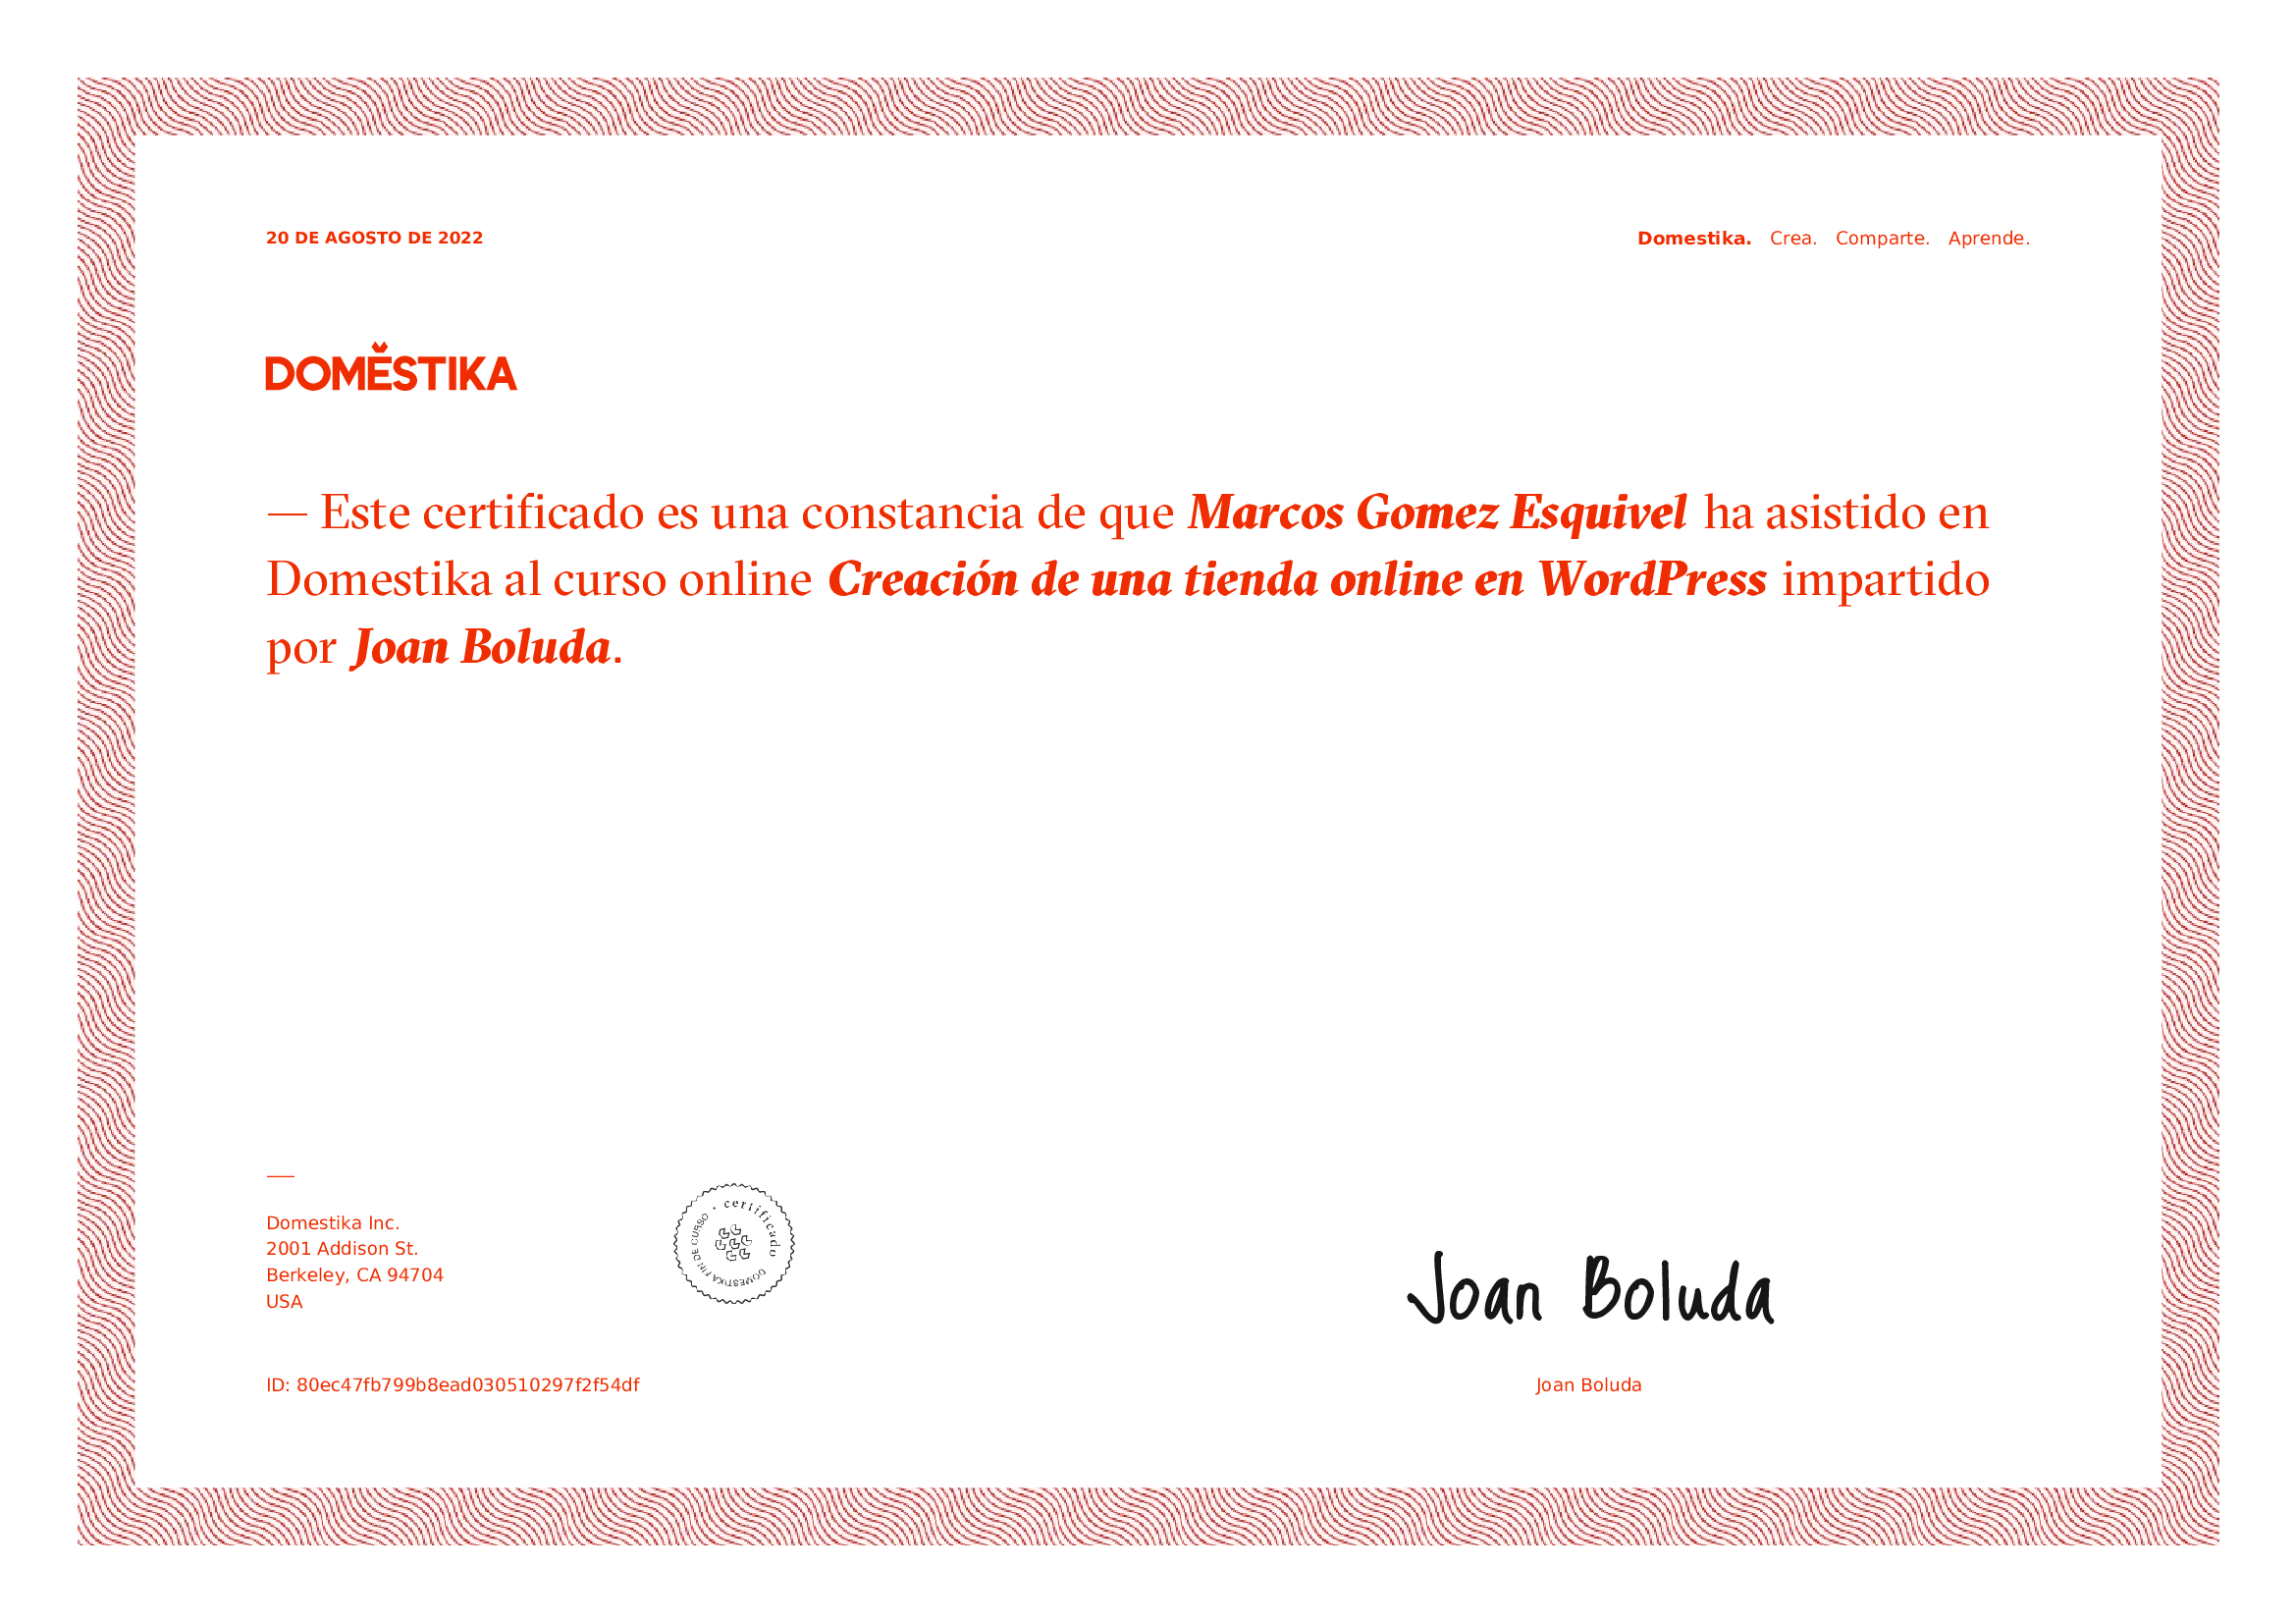 20 DE AGOSTO DE 2022
Domestika. Crea. Comparte. Aprende.
DOMĚSTIKA
— Este certificado es una constancia de que Marcos Gomez Esquivel ha asistido en
Domestika al curso online Creación de una tienda online en WordPress impartido
por Joan Boluda.
Domestika Inc.
2001 Addison St.
Berkeley, CA 94704
USA
certificado
DOMESTIKA FIN DE CURSO
Joan Boluda
ID: 80ec47fb799b8ead030510297f2f54df
Joan Boluda